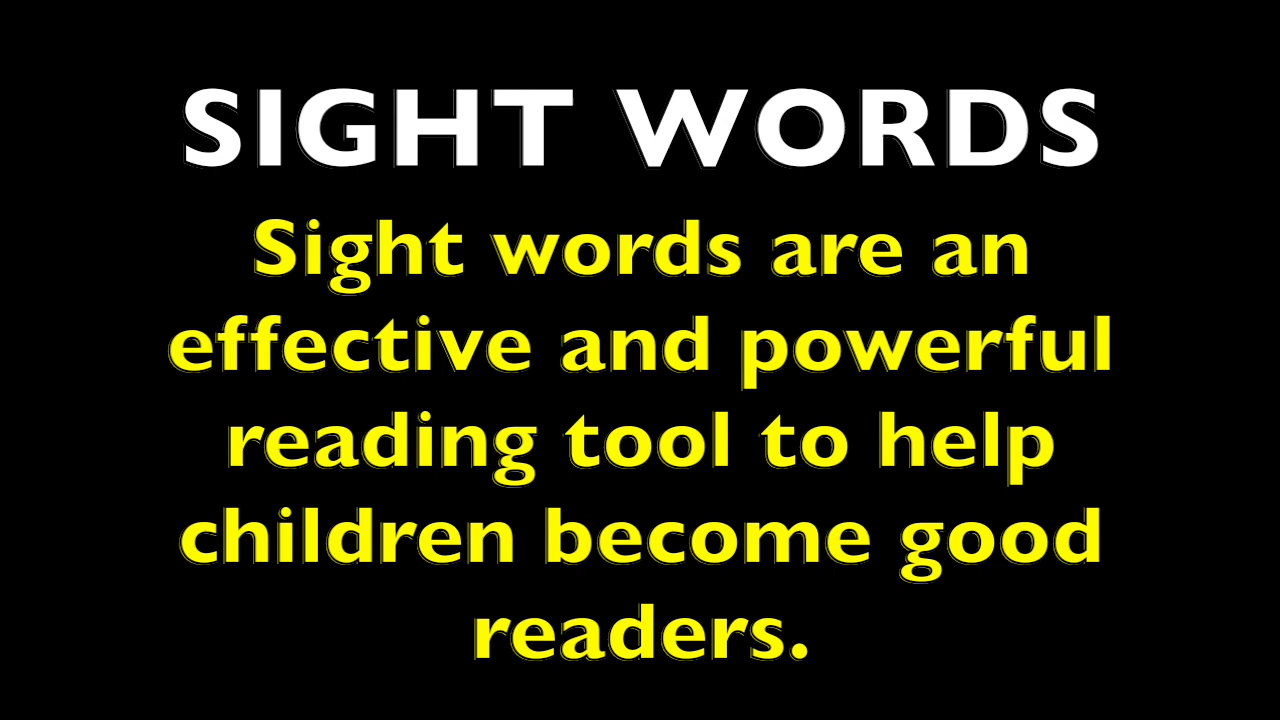 SIGHT WORDS
Sight words are an
effective and powerful
reading tool to help
children become good
readers.